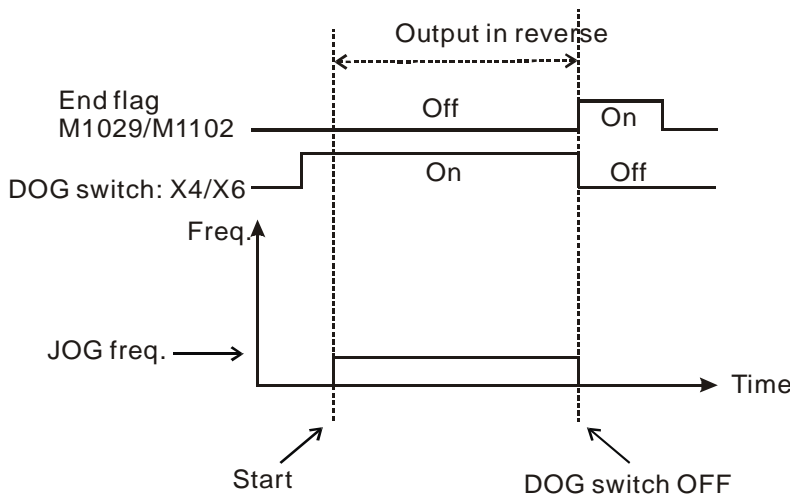 Output in reverse
End flag
M1029/M1102
Off
On
DOG switch: X4/X6
On
Off
Freq.
JOG freq.
Time
Start
DOG switch OFF